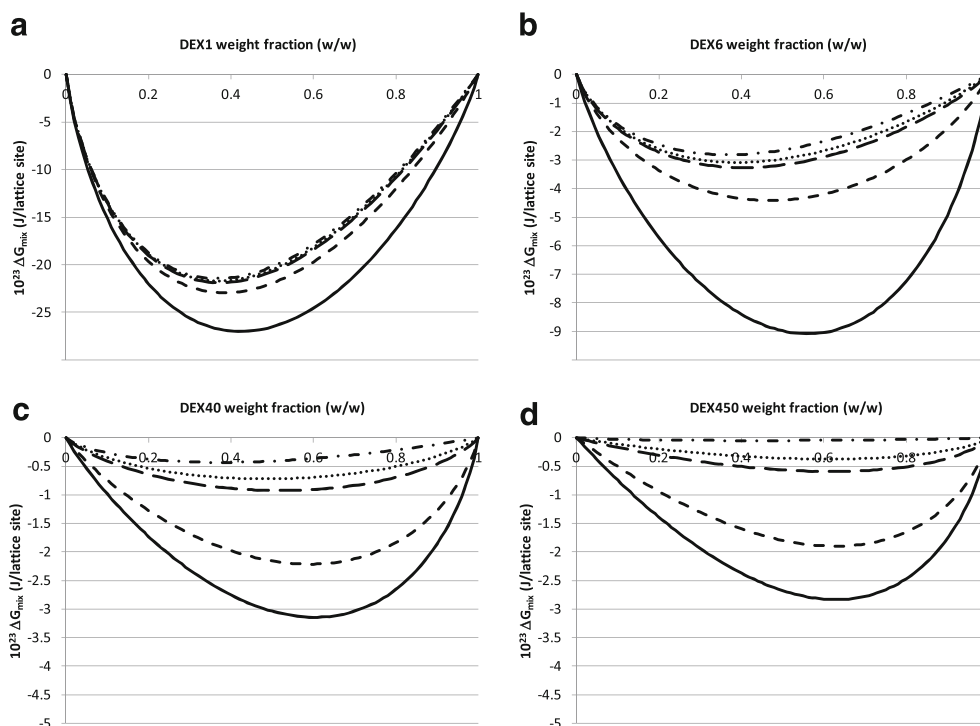 a
DEX1 weight fraction (w/w)
0
0 0.2 0.4 0.6 0.8 1
-5
-10
-15
-20
-25
10²³ ΔGmix (J/lattice site)
b
DEX6 weight fraction (w/w)
0
0 0.2 0.4 0.6 0.8
-1
-2
-3
-4
-5
-6
-7
-8
-9
10²³ ΔGmix (J/lattice site)
c
DEX40 weight fraction (w/w)
0
0 0.2 0.4 0.6 0.8 1
-0.5
-1
-1.5
-2
-2.5
-3
-3.5
-4
-4.5
-5
10²³ ΔGmix (J/lattice site)
d
DEX450 weight fraction (w/w)
0
0 0.2 0.4 0.6 0.8
-0.5
-1
-1.5
-2
-2.5
-3
-3.5
-4
-4.5
-5
10²³ ΔGmix (J/lattice site)